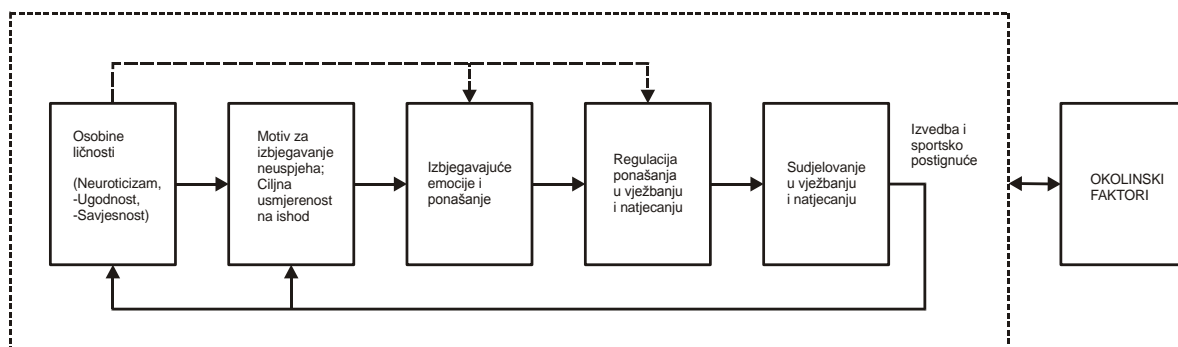 Osobine
ličnosti
(Neuroticizam,
-Ugodnost,
-Savjesnost)
Motiv za
izbjegavanje
neuspjeha;
Ciljna
usmjerenost
na ishod
Izbjegavajuće
emocije i
ponašanje
Regulacija
ponašanja
u vježbanju
i natjecanju
Sudjelovanje
u vježbanju
i natjecanju
Izvedba i
sportsko
postignuće
OKOLINSKI
FAKTORI